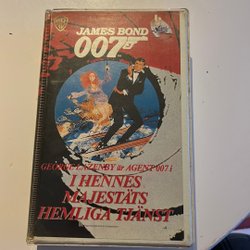 JAMES BOND
007
GEORGE LAZENBY är AGENT 007 i
I HENNES
MAJESTÄTS
HEMLIGA TJÄNST